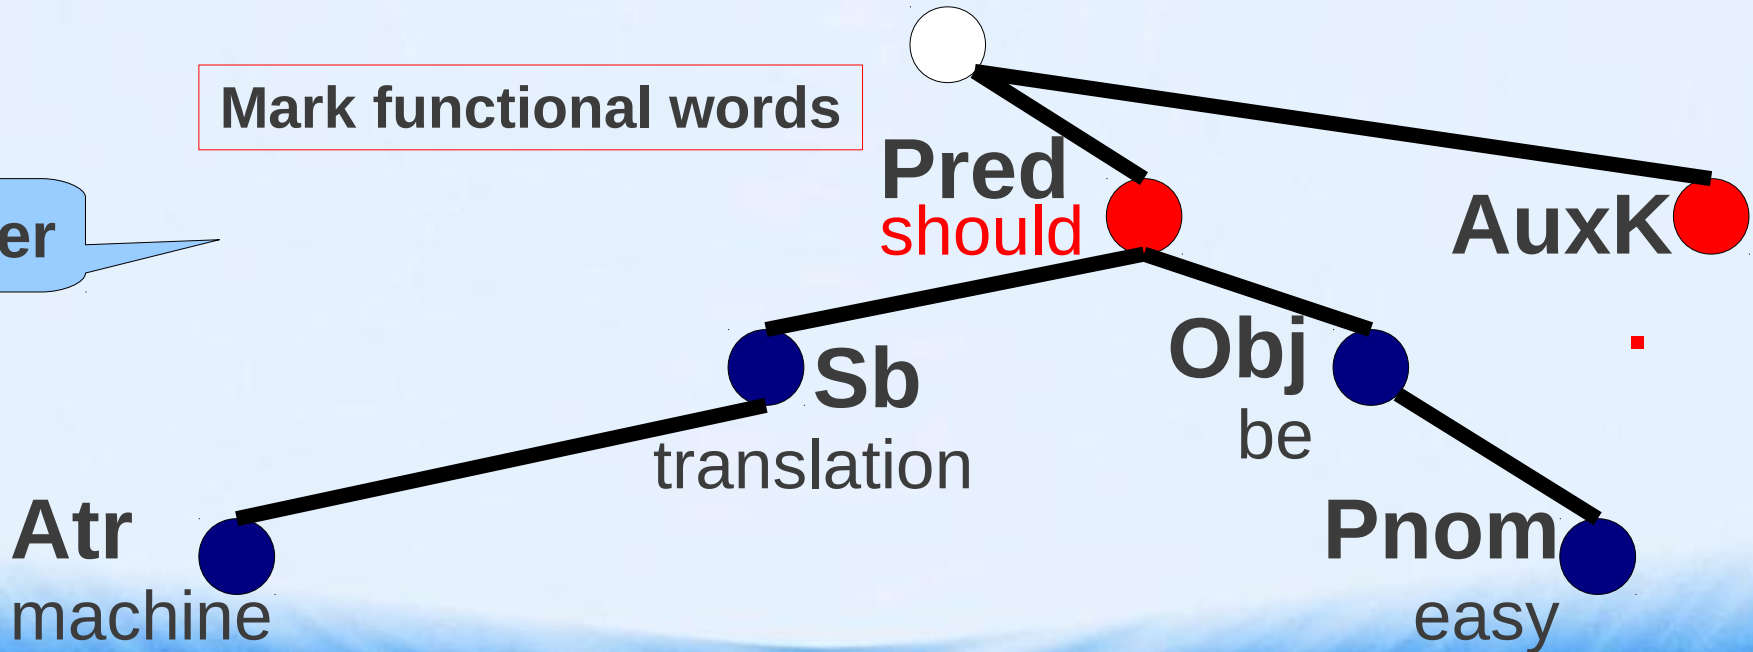 Mark functional words
Pred
should
AuxK
er
Sb
Obj
.
translation
be
Atr
Pnom
machine
easy